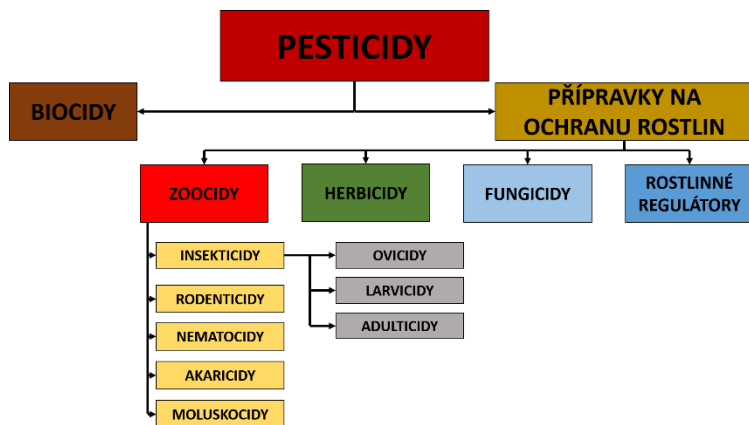 PESTICIDY
BIOCIDY
PŘÍPRAVKY NA
OCHRANU ROSTLIN
ZOOCIDY
HERBICIDY
FUNGICIDY
ROSTLINNÉ
REGULÁTORY
INSEKTICIDY
OVICIDY
RODENTICIDY
LARVICIDY
NEMATOCIDY
ADULTICIDY
AKARICIDY
MOLUSKOCIDY